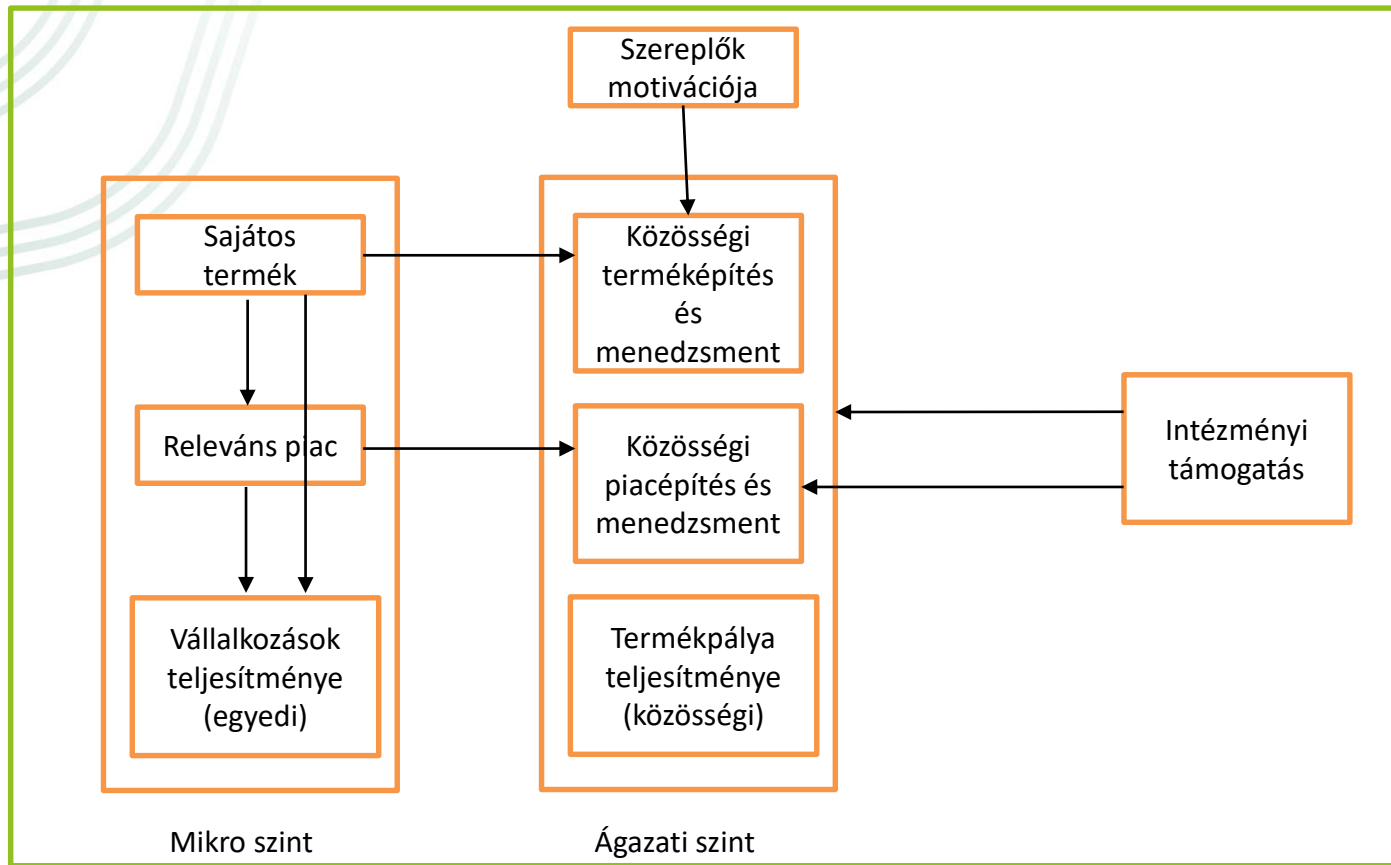 Szereplők
motivációja
Sajátos
termék
Közösségi
terméképítés
és
menedzsment
Releváns piac
Közösségi
piacépítés és
menedzsment
Intézményi
támogatás
Vállalkozások
teljesítménye
(egyedi)
Termékpálya
teljesítménye
(közösségi)
Mikro szint
Ágazati szint